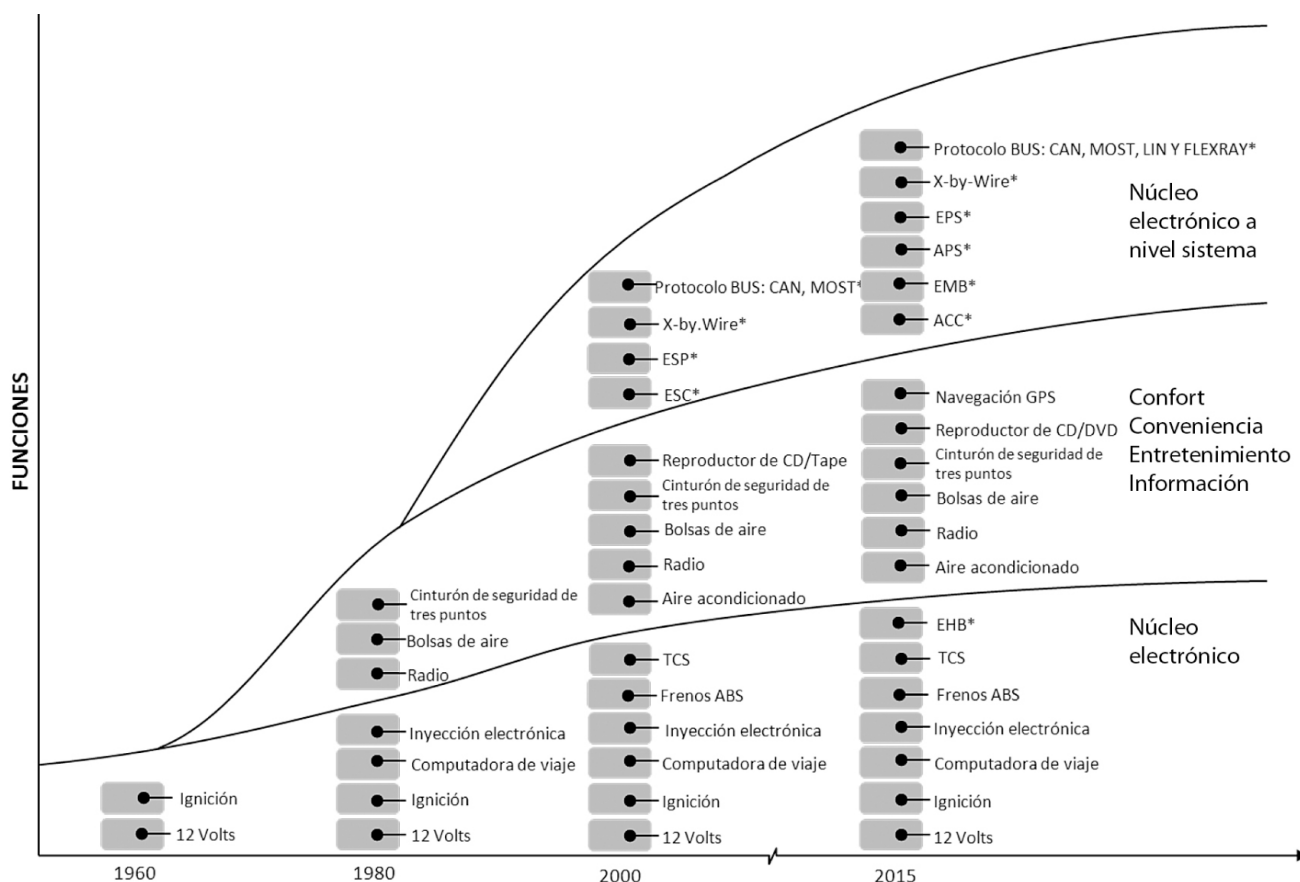 FUNCIONES
Protocolo BUS: CAN, MOST, LIN Y FLEXRAY*
X-by-Wire*
EPS*
APS*
EMB*
ACC*
Núcleo
electrónico a
nivel sistema
Protocolo BUS: CAN, MOST*
X-by.Wire*
ESP*
ESC*
Navegación GPS
Reproductor de CD/DVD
Cinturón de seguridad de
tres puntos
Bolsas de aire
Radio
Aire acondicionado
Confort
Conveniencia
Entretenimiento
Información
Reproductor de CD/Tape
Cinturón de seguridad de
tres puntos
Bolsas de aire
Radio
Aire acondicionado
Cinturón de seguridad de
tres puntos
Bolsas de aire
Radio
EHB*
TCS
Frenos ABS
Inyección electrónica
Computadora de viaje
Ignición
12 Volts
Núcleo
electrónico
TCS
Frenos ABS
Inyección electrónica
Computadora de viaje
Ignición
12 Volts
Inyección electrónica
Computadora de viaje
Ignición
12 Volts
Ignición
12 Volts
1960
1980
2000
2015